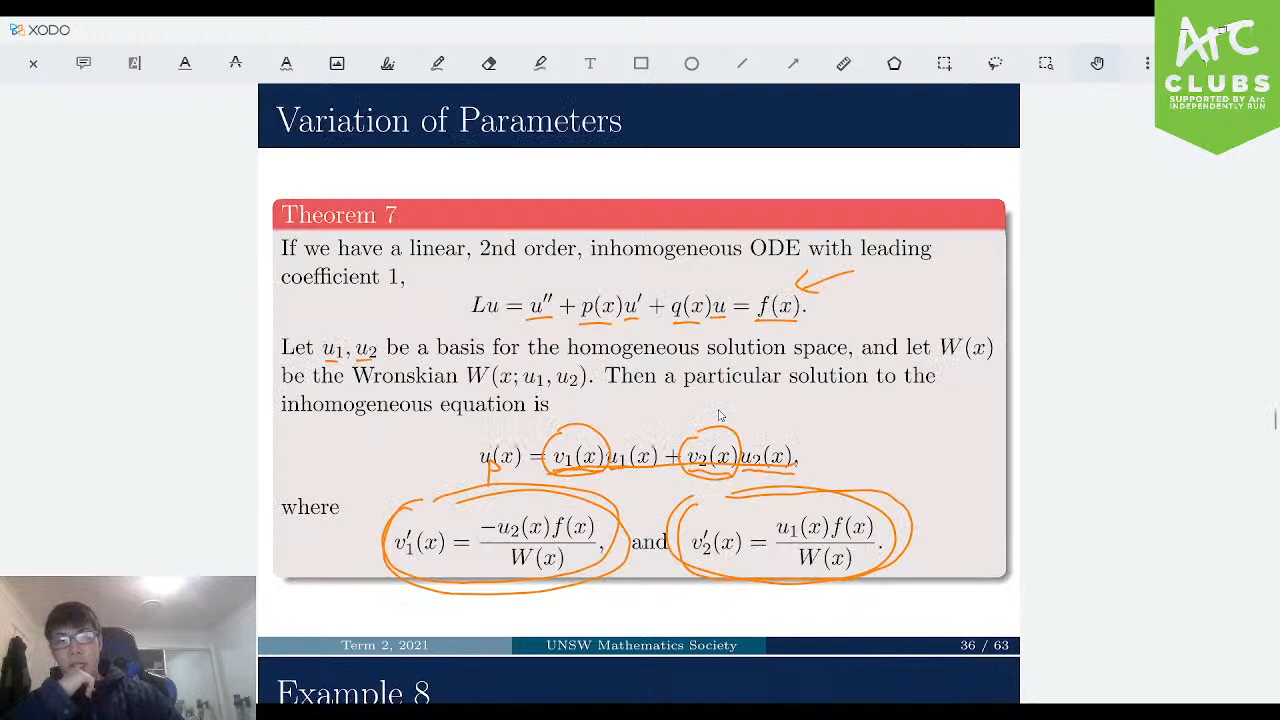 XODO
Arc
CLUBS
SUPPORTED BY Arc
INDEPENDENTLY RUN
Variation of Parameters
Theorem 7
If we have a linear, 2nd order, inhomogeneous ODE with leading
coefficient 1,
Lu = u″ + p(x)u′ + q(x)u = f(x).
Let u₁, u₂ be a basis for the homogeneous solution space, and let W(x)
be the Wronskian W(x; u₁, u₂). Then a particular solution to the
inhomogeneous equation is
u(x) = v₁(x)u₁(x) + v₂(x)u₂(x),
p
where
v₁′(x) = −u₂(x)f(x) / W(x), and v₂′(x) = u₁(x)f(x) / W(x).
Term 2, 2021 UNSW Mathematics Society 36 / 63
Example 8